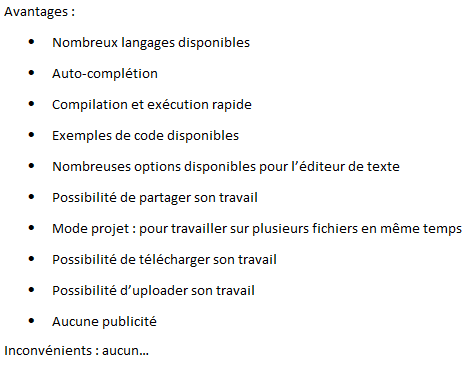 Avantages :
• Nombreux langages disponibles
• Auto-complétion
• Compilation et exécution rapide
• Exemples de code disponibles
• Nombreuses options disponibles pour l’éditeur de texte
• Possibilité de partager son travail
• Mode projet : pour travailler sur plusieurs fichiers en même temps
• Possibilité de télécharger son travail
• Possibilité d’uploader son travail
• Aucune publicité
Inconvénients : aucun…